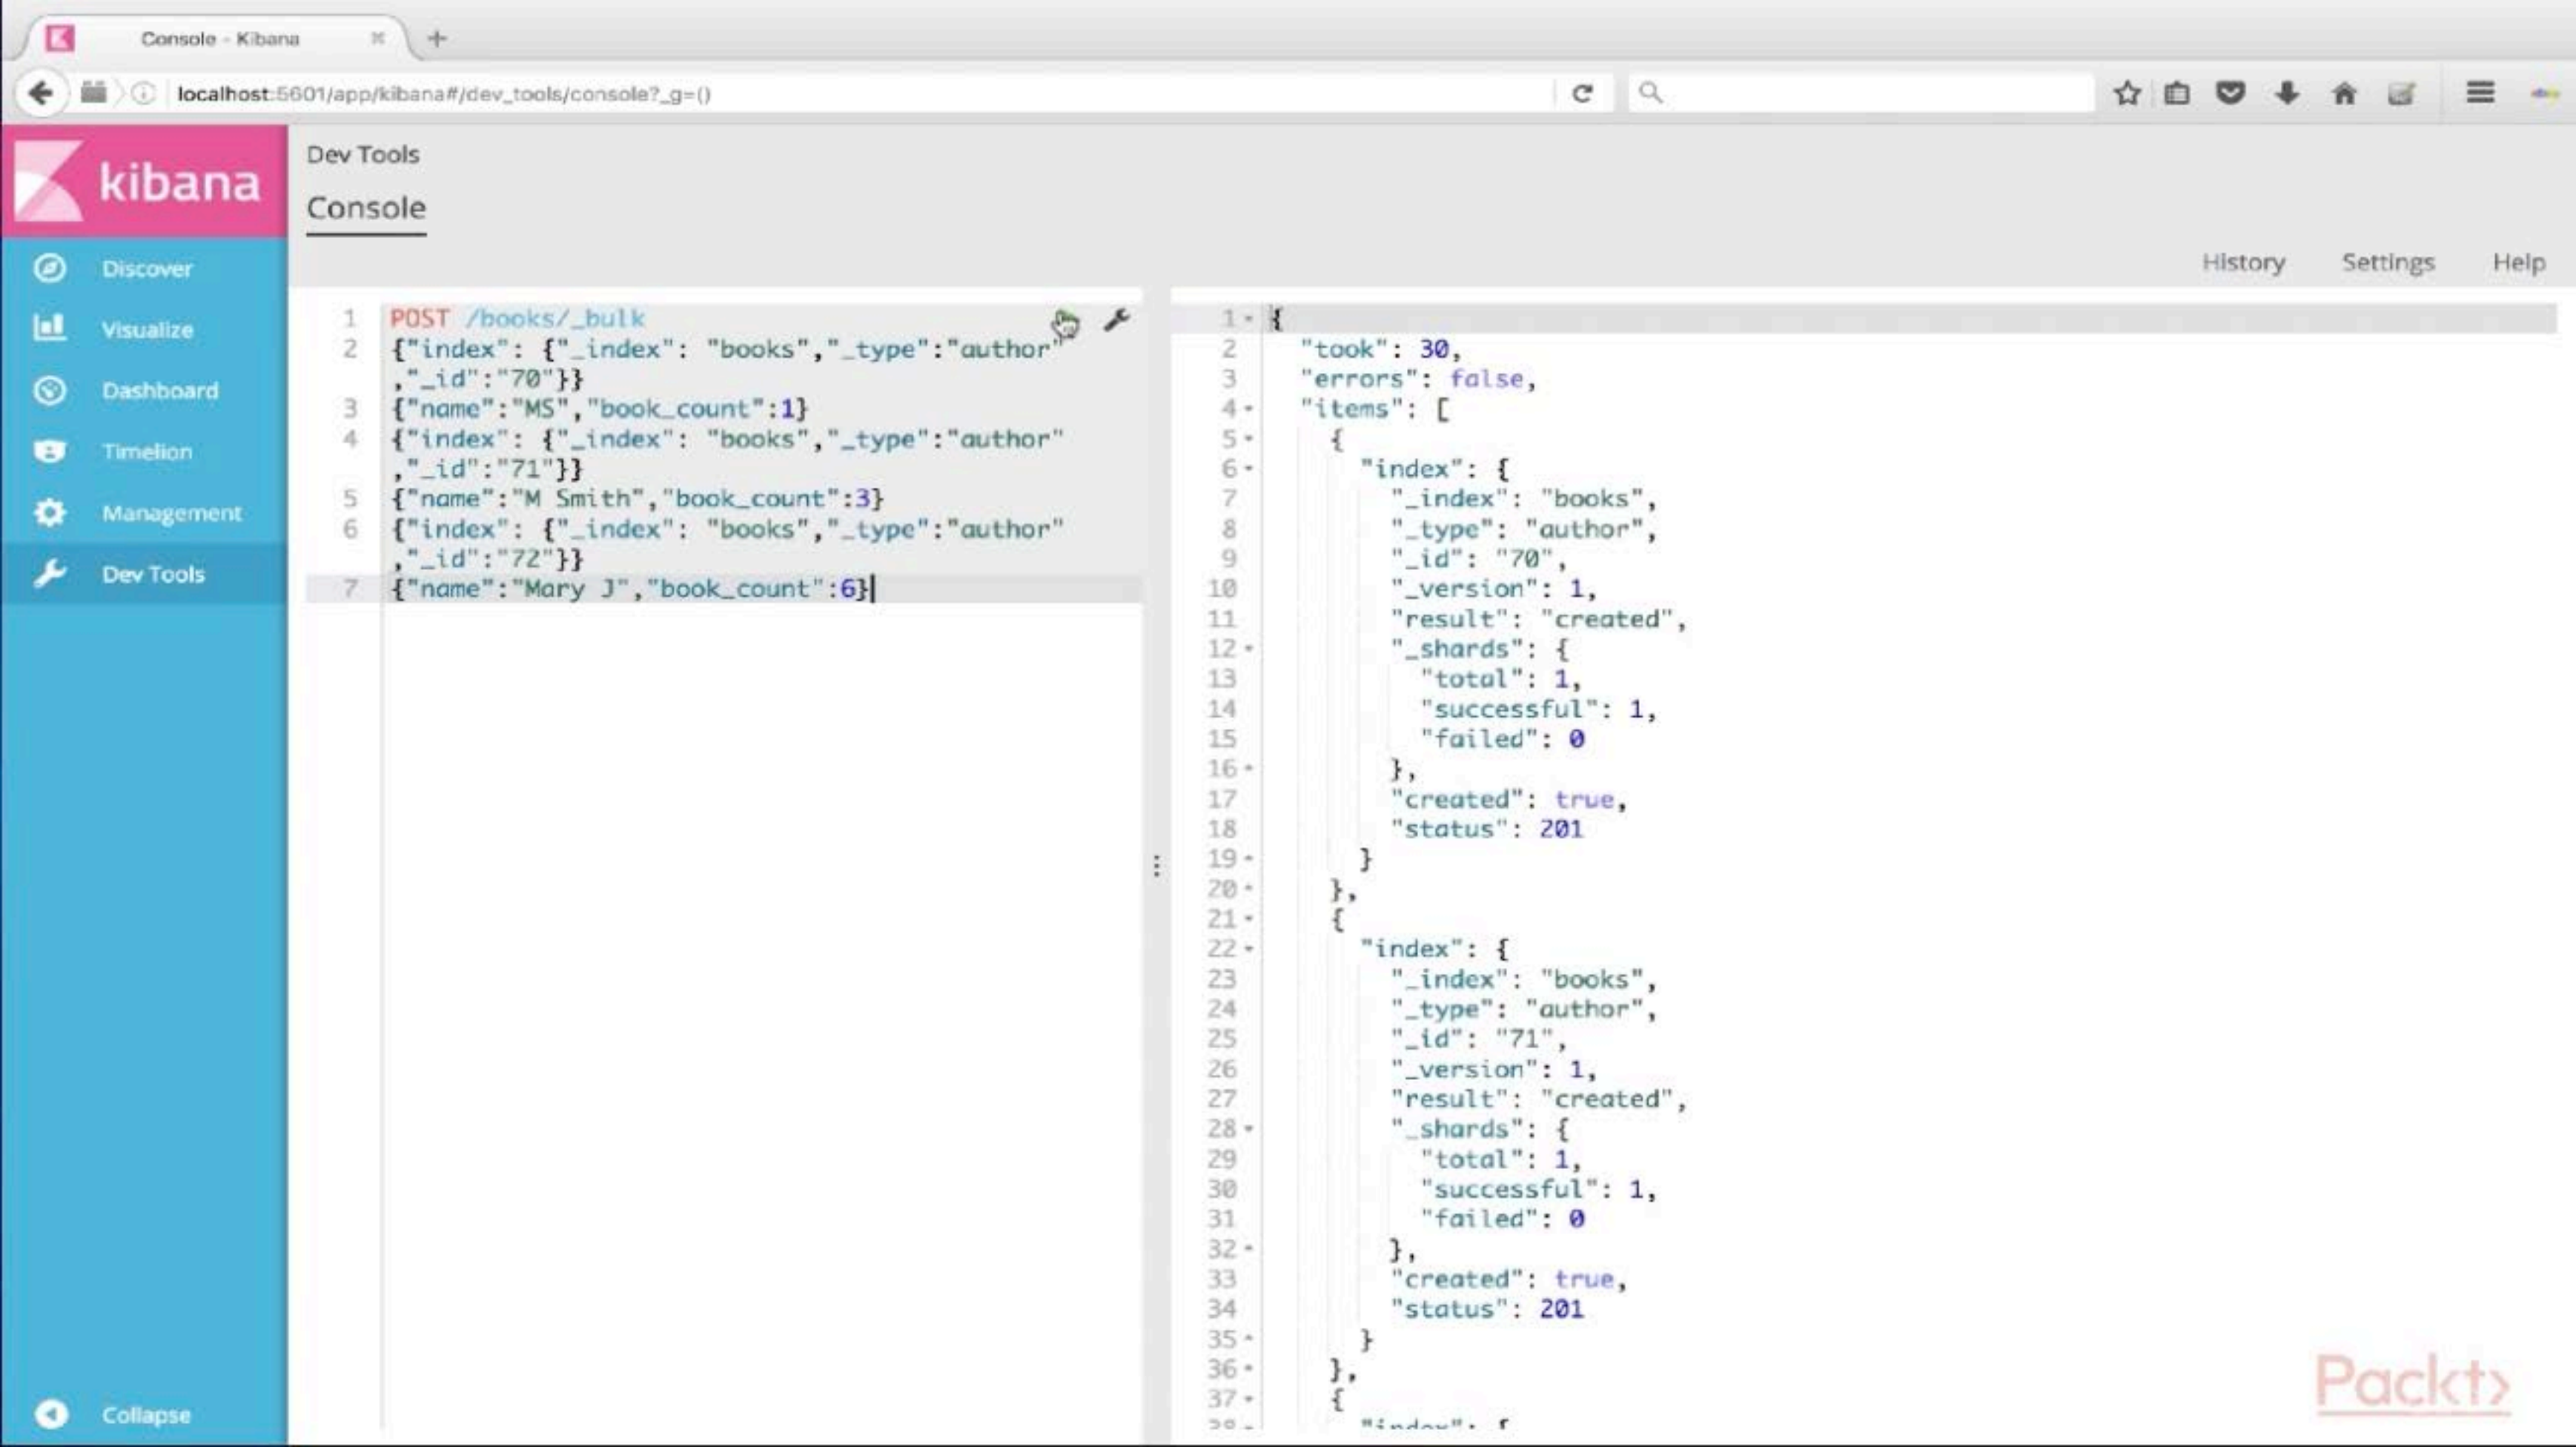 Console - Kibana
localhost:5601/app/kibana#/dev_tools/console?_g=()
kibana
Discover
Visualize
Dashboard
Timelion
Management
Dev Tools
Collapse
Dev Tools
Console
History Settings Help
1 POST /books/_bulk
2 {"index": {"_index": "books","_type":"author"
,"_id":"70"}}
3 {"name":"MS","book_count":1}
4 {"index": {"_index": "books","_type":"author"
,"_id":"71"}}
5 {"name":"M Smith","book_count":3}
6 {"index": {"_index": "books","_type":"author"
,"_id":"72"}}
7 {"name":"Mary J","book_count":6}
1 {
2 "took": 30,
3 "errors": false,
4 "items": [
5 {
6 "index": {
7 "_index": "books",
8 "_type": "author",
9 "_id": "70",
10 "_version": 1,
11 "result": "created",
12 "_shards": {
13 "total": 1,
14 "successful": 1,
15 "failed": 0
16 },
17 "created": true,
18 "status": 201
19 }
20 },
21 {
22 "index": {
23 "_index": "books",
24 "_type": "author",
25 "_id": "71",
26 "_version": 1,
27 "result": "created",
28 "_shards": {
29 "total": 1,
30 "successful": 1,
31 "failed": 0
32 },
33 "created": true,
34 "status": 201
35 }
36 },
37 {
38 "index": {
Packt>